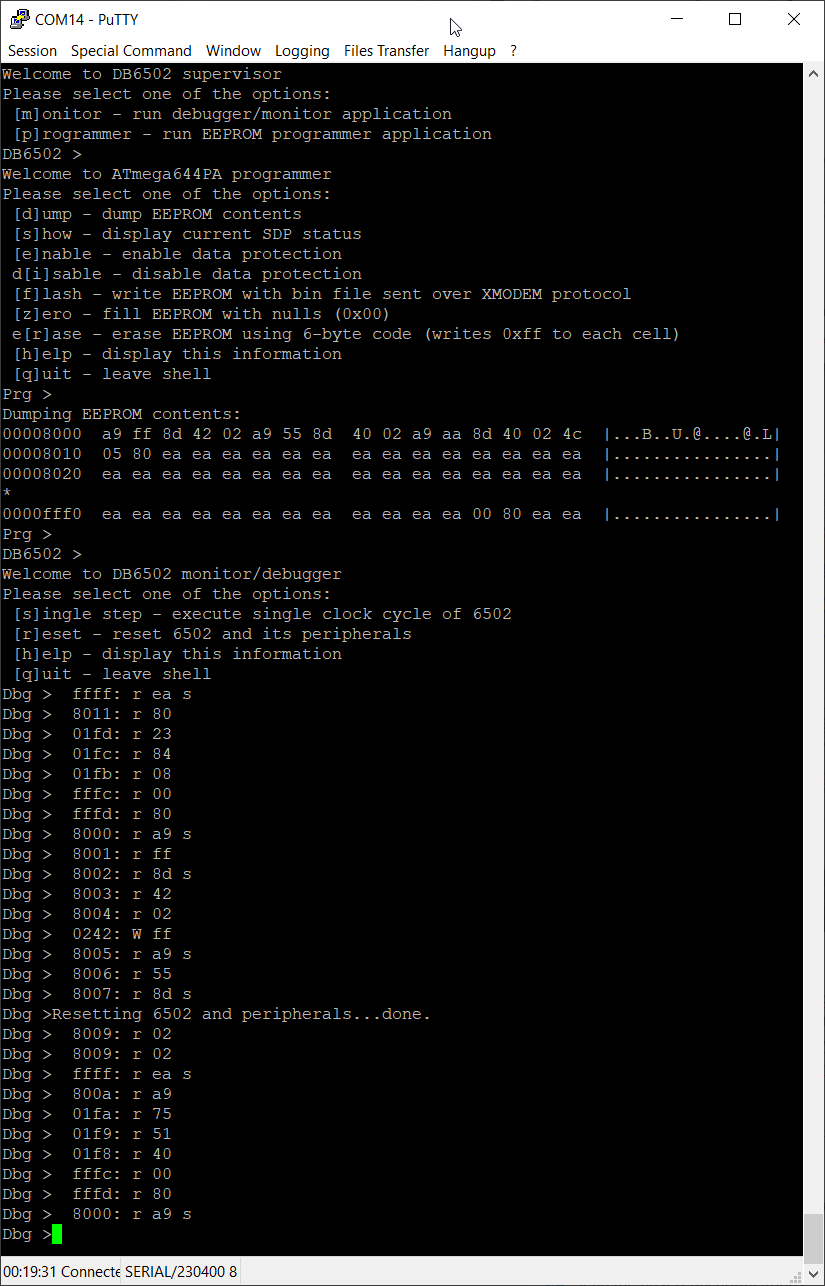 COM14 - PuTTY
Session Special Command Window Logging Files Transfer Hangup ?
Welcome to DB6502 supervisor
Please select one of the options:
 [m]onitor - run debugger/monitor application
 [p]rogrammer - run EEPROM programmer application
DB6502 >
Welcome to ATmega644PA programmer
Please select one of the options:
 [d]ump - dump EEPROM contents
 [s]how - display current SDP status
 [e]nable - enable data protection
 d[i]sable - disable data protection
 [f]lash - write EEPROM with bin file sent over XMODEM protocol
 [z]ero - fill EEPROM with nulls (0x00)
 e[r]ase - erase EEPROM using 6-byte code (writes 0xff to each cell)
 [h]elp - display this information
 [q]uit - leave shell
Prg >
Dumping EEPROM contents:
00008000  a9 ff 8d 42 02 a9 55 8d  40 02 a9 aa 8d 40 02 4c  |...B..U.@....@.L|
00008010  05 80 ea ea ea ea ea ea  ea ea ea ea ea ea ea ea  |................|
00008020  ea ea ea ea ea ea ea ea  ea ea ea ea ea ea ea ea  |................|
*
0000fff0  ea ea ea ea ea ea ea ea  ea ea ea ea 00 80 ea ea  |................|
Prg >
DB6502 >
Welcome to DB6502 monitor/debugger
Please select one of the options:
 [s]ingle step - execute single clock cycle of 6502
 [r]eset - reset 6502 and its peripherals
 [h]elp - display this information
 [q]uit - leave shell
Dbg >  ffff: r ea s
Dbg >  8011: r 80
Dbg >  01fd: r 23
Dbg >  01fc: r 84
Dbg >  01fb: r 08
Dbg >  fffc: r 00
Dbg >  fffd: r 80
Dbg >  8000: r a9 s
Dbg >  8001: r ff
Dbg >  8002: r 8d s
Dbg >  8003: r 42
Dbg >  8004: r 02
Dbg >  0242: W ff
Dbg >  8005: r a9 s
Dbg >  8006: r 55
Dbg >  8007: r 8d s
Dbg >Resetting 6502 and peripherals...done.
Dbg >  8009: r 02
Dbg >  8009: r 02
Dbg >  ffff: r ea s
Dbg >  800a: r a9
Dbg >  01fa: r 75
Dbg >  01f9: r 51
Dbg >  01f8: r 40
Dbg >  fffc: r 00
Dbg >  fffd: r 80
Dbg >  8000: r a9 s
Dbg >
00:19:31 Connecte SERIAL/230400 8